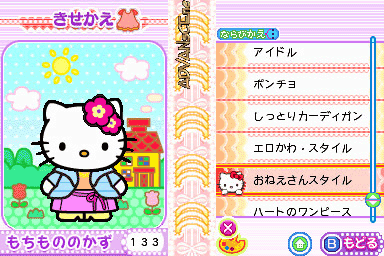 きせかえ
もちもののかず 133
ADVANSCEne
ならびかえ
アイドル
ポンチョ
しっとりカーディガン
エロかわ・スタイル
おねえさんスタイル
ハートのワンピース
B もどる